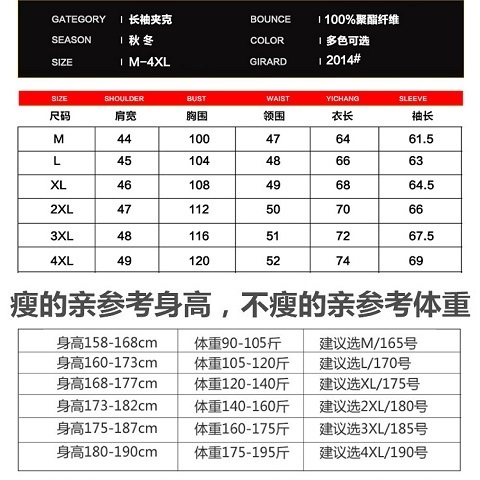 GATEGORY 长袖夹克 BOUNCE 100%聚酯纤维
SEASON 秋 冬 COLOR 多色可选
SIZE M-4XL GIRARD 2014#
SIZE SHOULDER BUST WAIST YICHANG SLEEVE
尺码 肩宽 胸围 领围 衣长 袖长
M 44 100 47 64 61.5
L 45 104 48 66 63
XL 46 108 49 68 64.5
2XL 47 112 50 70 66
3XL 48 116 51 72 67.5
4XL 49 120 52 74 69
瘦的亲参考身高，不瘦的亲参考体重
身高158-168cm 体重90-105斤 建议选M/165号
身高160-173cm 体重105-120斤 建议选L/170号
身高168-177cm 体重120-140斤 建议选XL/175号
身高173-182cm 体重140-160斤 建议选2XL/180号
身高175-187cm 体重160-175斤 建议选3XL/185号
身高180-190cm 体重175-195斤 建议选4XL/190号